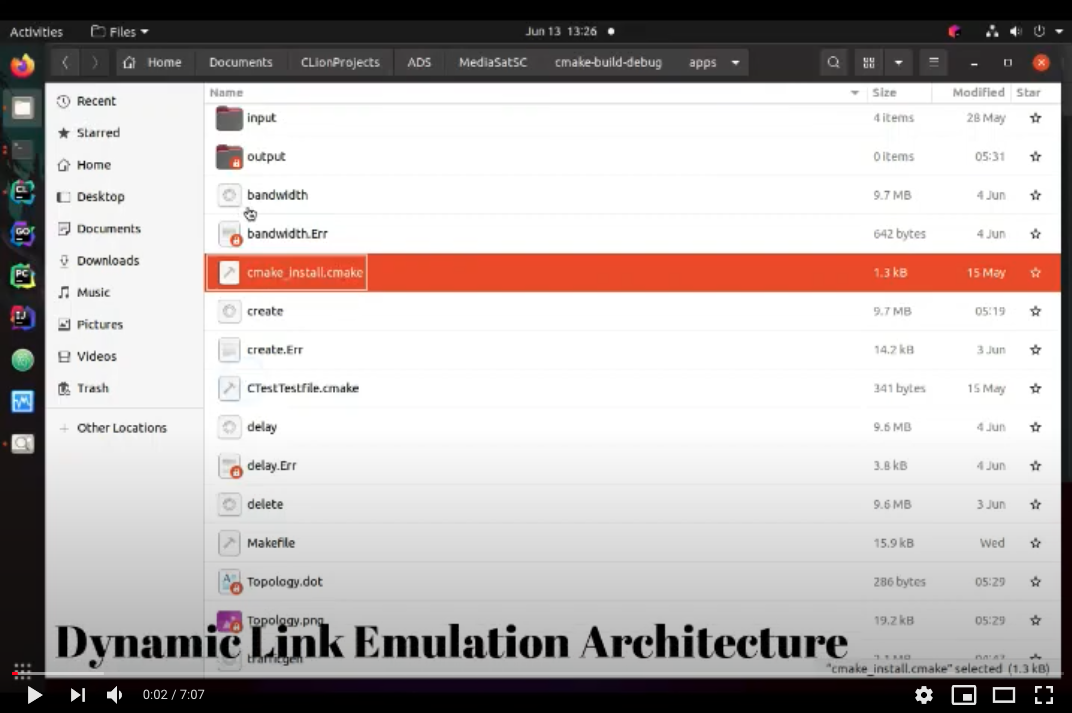 Activities Files Jun 13 13:26
Home Documents CLionProjects ADS MediaSatSC cmake-build-debug apps
Name Size Modified Star
Recent
Starred
Home
Desktop
Documents
Downloads
Music
Pictures
Videos
Trash
+ Other Locations
input 4 items 28 May
output 0 items 05:31
bandwidth 9.7 MB 4 Jun
bandwidth.Err 642 bytes 4 Jun
cmake_install.cmake 1.3 kB 15 May
create 9.7 MB 05:19
create.Err 14.2 kB 3 Jun
CTestTestfile.cmake 341 bytes 15 May
delay 9.6 MB 4 Jun
delay.Err 3.8 kB 4 Jun
delete 9.6 MB 3 Jun
Makefile 15.9 kB Wed
Topology.dot 286 bytes 05:29
Topology.png 19.2 kB 05:29
trafficgen
Dynamic Link Emulation Architecture
"cmake_install.cmake" selected (1.3 kB)
0:02 / 7:07